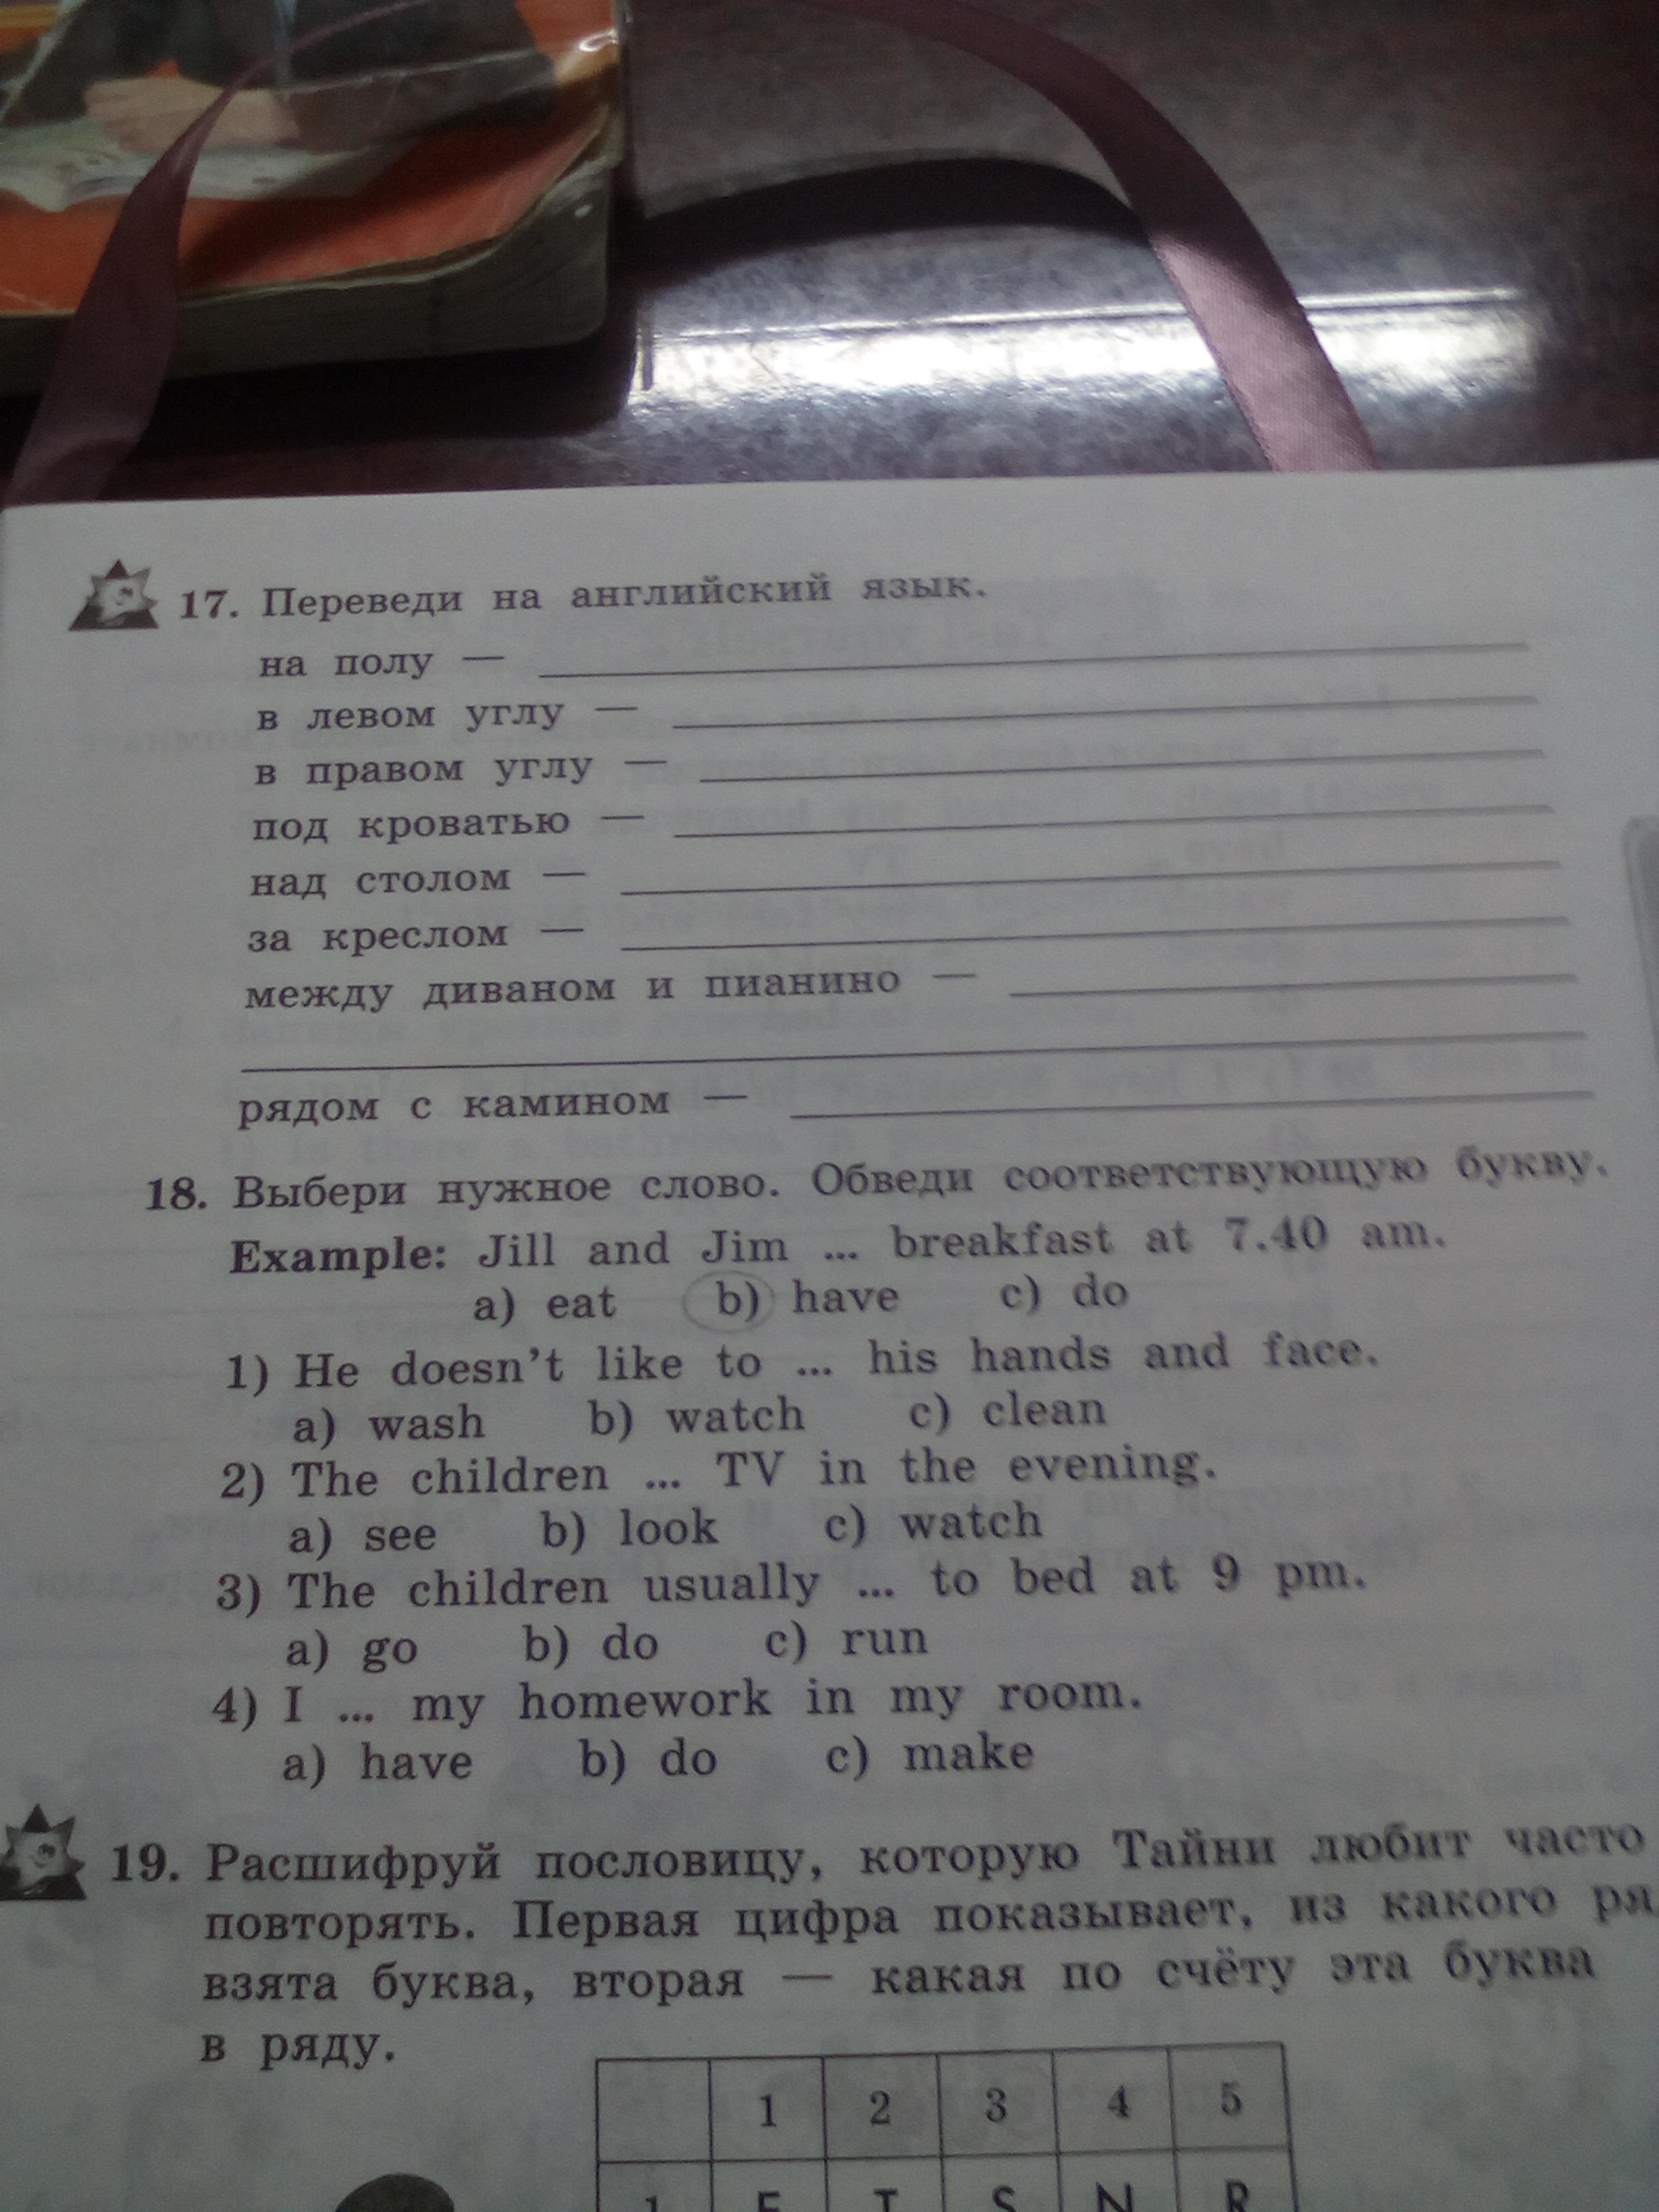 17. Переведи на английский язык.
на полу —
в левом углу —
в правом углу —
под кроватью —
над столом —
за креслом —
между диваном и пианино —
рядом с камином —
18. Выбери нужное слово. Обведи соответствующую букву.
Example: Jill and Jim ... breakfast at 7.40 am.
a) eat b) have c) do
1) He doesn't like to ... his hands and face.
a) wash b) watch c) clean
2) The children ... TV in the evening.
a) see b) look c) watch
3) The children usually ... to bed at 9 pm.
a) go b) do c) run
4) I ... my homework in my room.
a) have b) do c) make
19. Расшифруй пословицу, которую Тайни любит часто
повторять. Первая цифра показывает, из какого
взята буква, вторая — какая по счёту эта буква
в ряду.
1 2 3 4 5
1 S N R